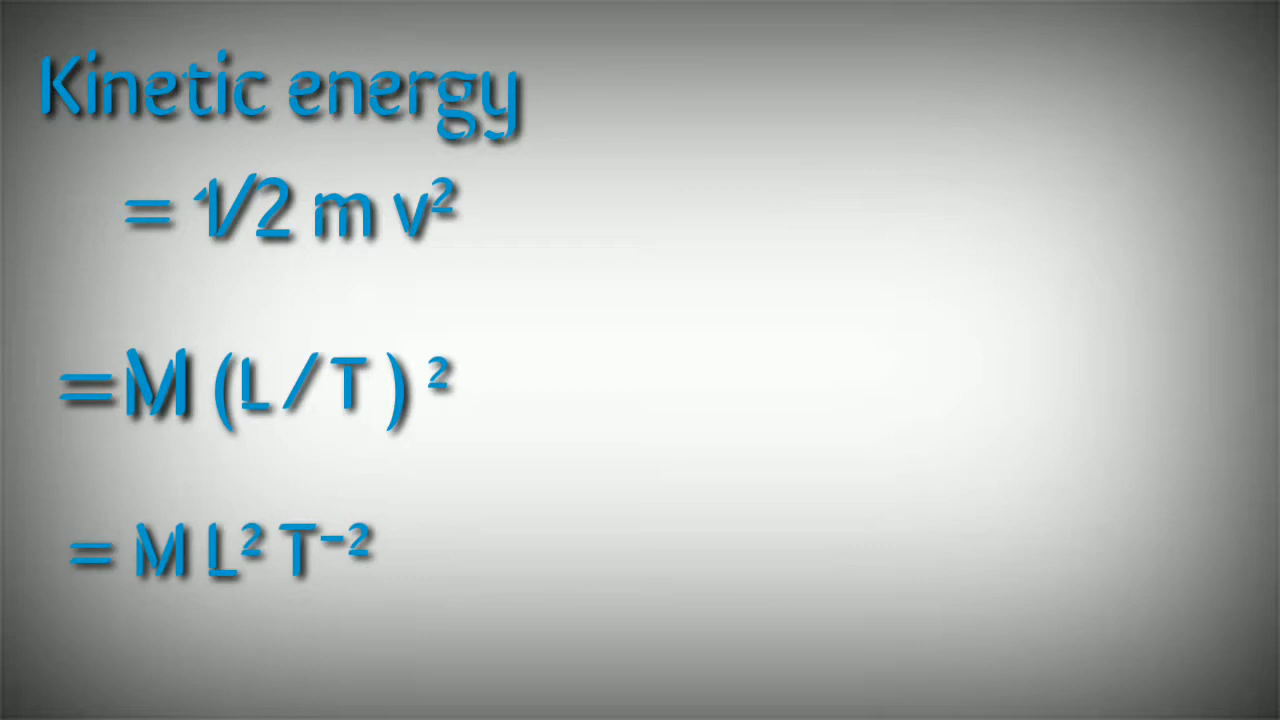 Kinetic energy
= 1/2 m v²
=M (L / T ) ²
= M L² T⁻²